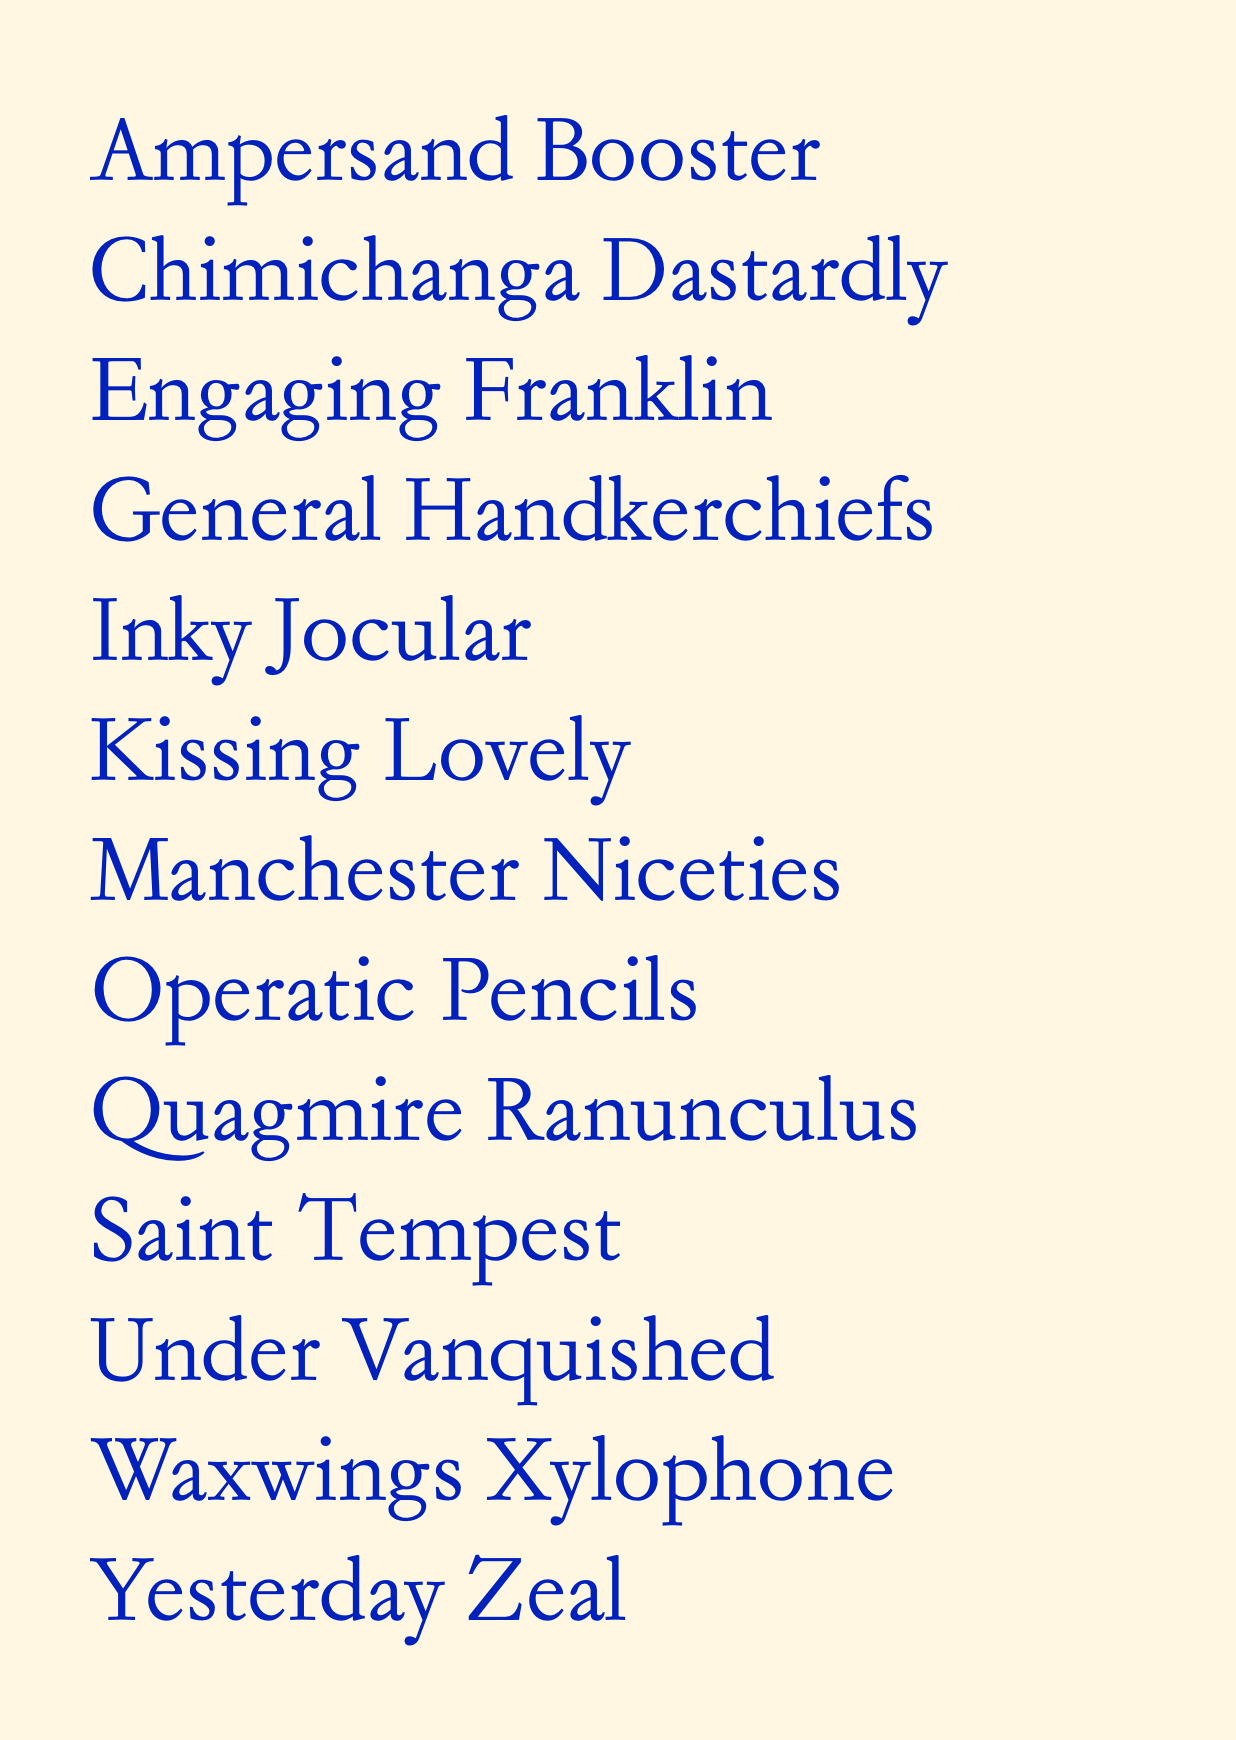 Ampersand Booster
Chimichanga Dastardly
Engaging Franklin
General Handkerchiefs
Inky Jocular
Kissing Lovely
Manchester Niceties
Operatic Pencils
Quagmire Ranunculus
Saint Tempest
Under Vanquished
Waxwings Xylophone
Yesterday Zeal